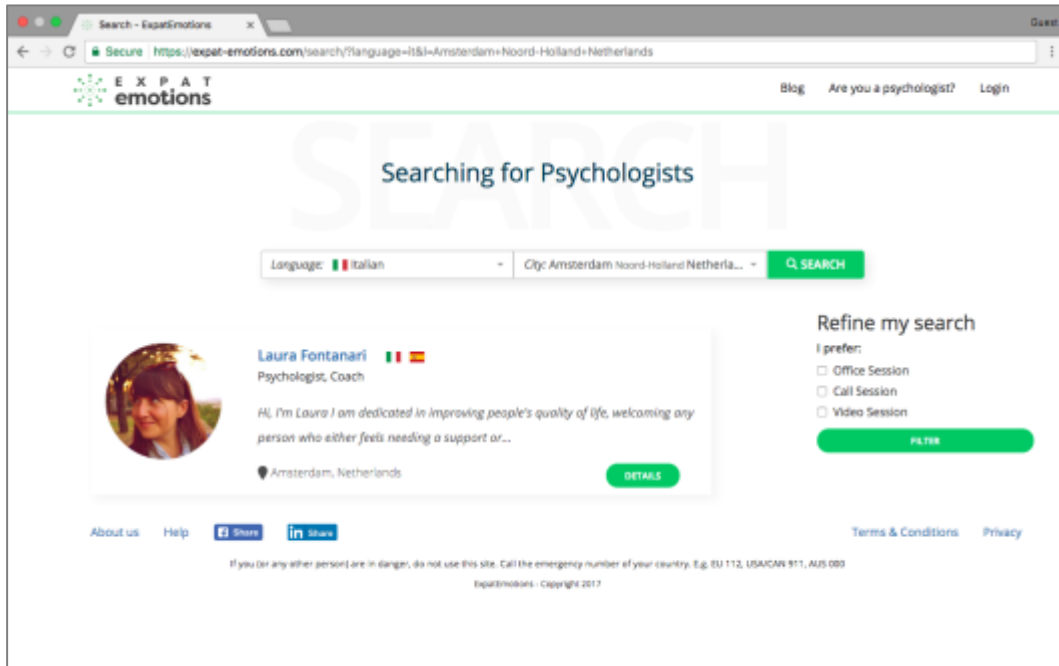 Search - ExpatEmotions
Guest
Secure https://expat-emotions.com/search/?language=it&l=Amsterdam+Noord-Holland+Netherlands
E X P A T
emotions
Blog Are you a psychologist? Login
SEARCH
Searching for Psychologists
Language: Italian
City: Amsterdam Noord-Holland Netherla...
SEARCH
Laura Fontanari
Psychologist, Coach
Hi, I'm Laura I am dedicated in improving people's quality of life, welcoming any
person who either feels needing a support or...
Amsterdam, Netherlands
DETAILS
Refine my search
I prefer:
Office Session
Call Session
Video Session
FILTER
About us Help Share in Share
Terms & Conditions Privacy
If you (or any other person) are in danger, do not use this site. Call the emergency number of your country. E.g. EU 112, USA/CAN 911, AUS 000
ExpatEmotions - Copyright 2017